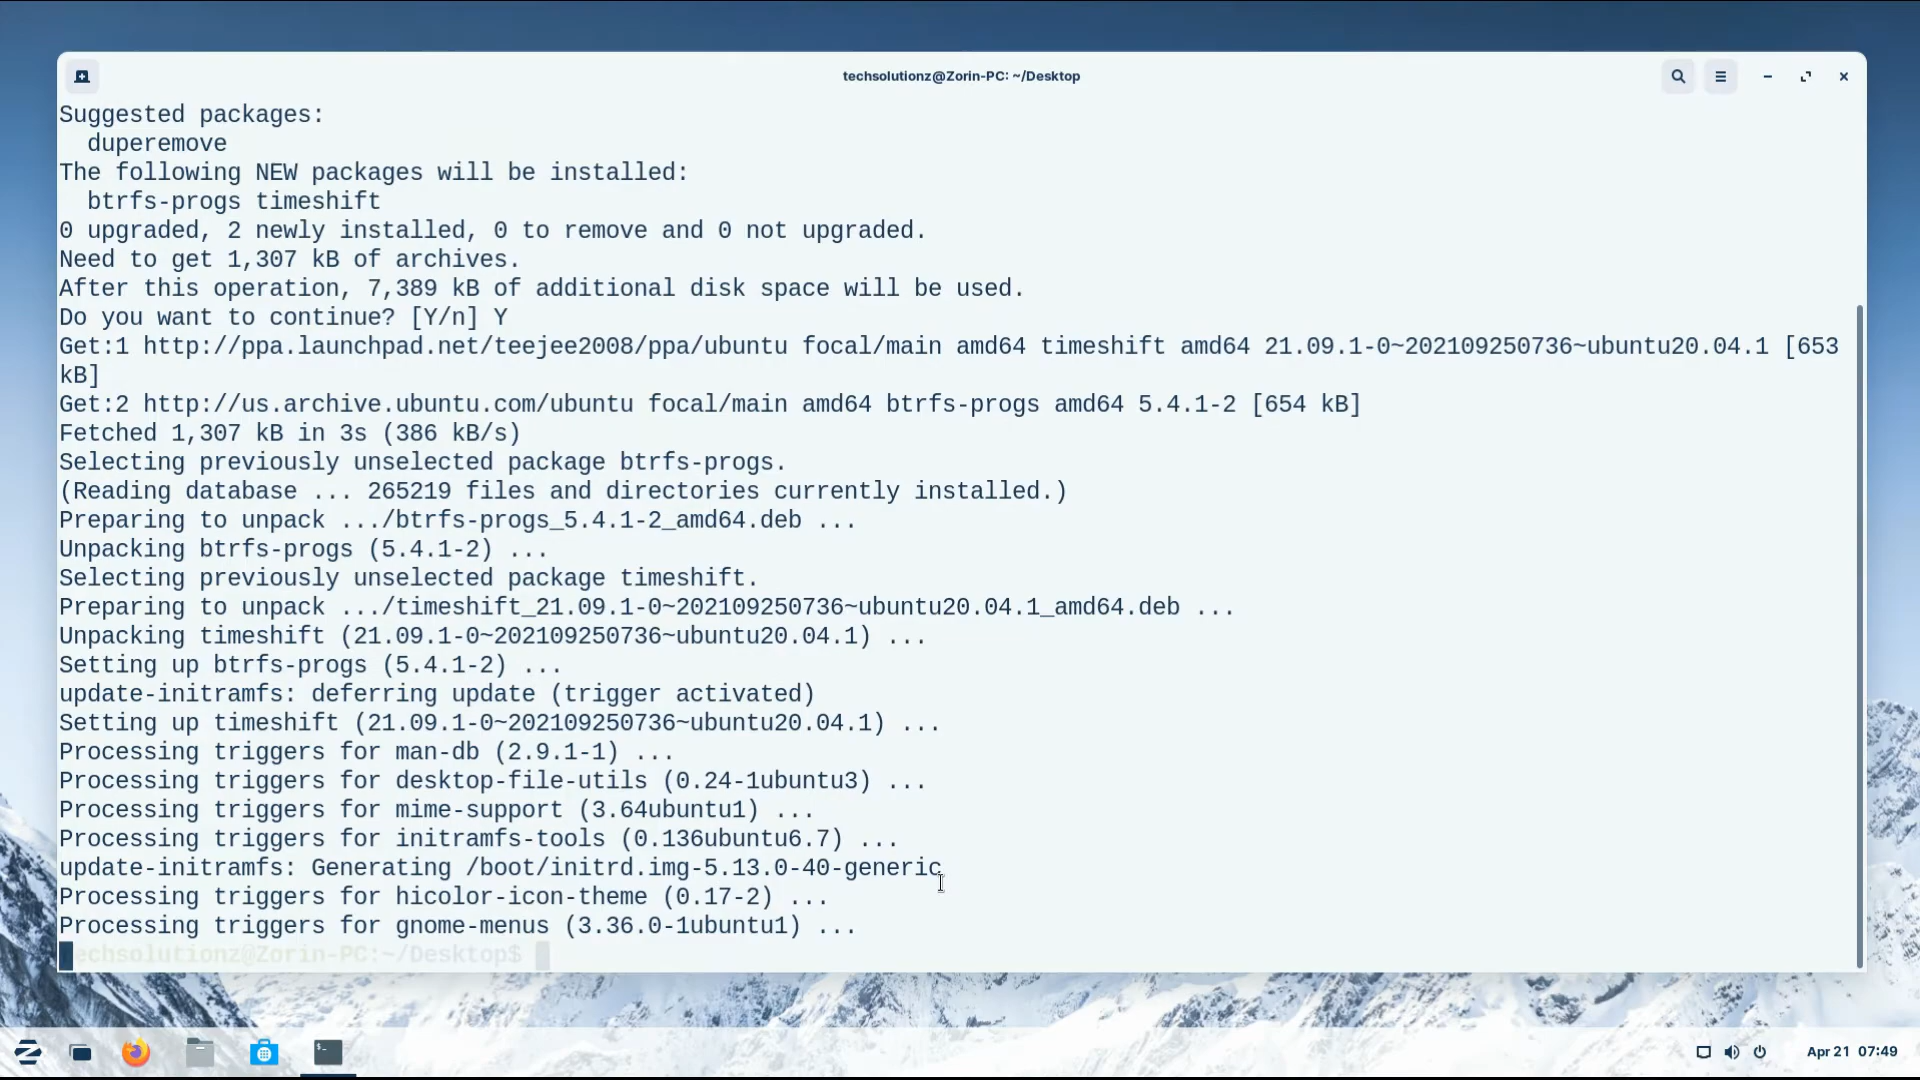 techsolutionz@Zorin-PC: ~/Desktop
Suggested packages:
  duperemove
The following NEW packages will be installed:
  btrfs-progs timeshift
0 upgraded, 2 newly installed, 0 to remove and 0 not upgraded.
Need to get 1,307 kB of archives.
After this operation, 7,389 kB of additional disk space will be used.
Do you want to continue? [Y/n] Y
Get:1 http://ppa.launchpad.net/teejee2008/ppa/ubuntu focal/main amd64 timeshift amd64 21.09.1-0~202109250736~ubuntu20.04.1 [653
kB]
Get:2 http://us.archive.ubuntu.com/ubuntu focal/main amd64 btrfs-progs amd64 5.4.1-2 [654 kB]
Fetched 1,307 kB in 3s (386 kB/s)
Selecting previously unselected package btrfs-progs.
(Reading database ... 265219 files and directories currently installed.)
Preparing to unpack .../btrfs-progs_5.4.1-2_amd64.deb ...
Unpacking btrfs-progs (5.4.1-2) ...
Selecting previously unselected package timeshift.
Preparing to unpack .../timeshift_21.09.1-0~202109250736~ubuntu20.04.1_amd64.deb ...
Unpacking timeshift (21.09.1-0~202109250736~ubuntu20.04.1) ...
Setting up btrfs-progs (5.4.1-2) ...
update-initramfs: deferring update (trigger activated)
Setting up timeshift (21.09.1-0~202109250736~ubuntu20.04.1) ...
Processing triggers for man-db (2.9.1-1) ...
Processing triggers for desktop-file-utils (0.24-1ubuntu3) ...
Processing triggers for mime-support (3.64ubuntu1) ...
Processing triggers for initramfs-tools (0.136ubuntu6.7) ...
update-initramfs: Generating /boot/initrd.img-5.13.0-40-generic
Processing triggers for hicolor-icon-theme (0.17-2) ...
Processing triggers for gnome-menus (3.36.0-1ubuntu1) ...
techsolutionz@Zorin-PC:~/Desktop$
Apr 21 07:49